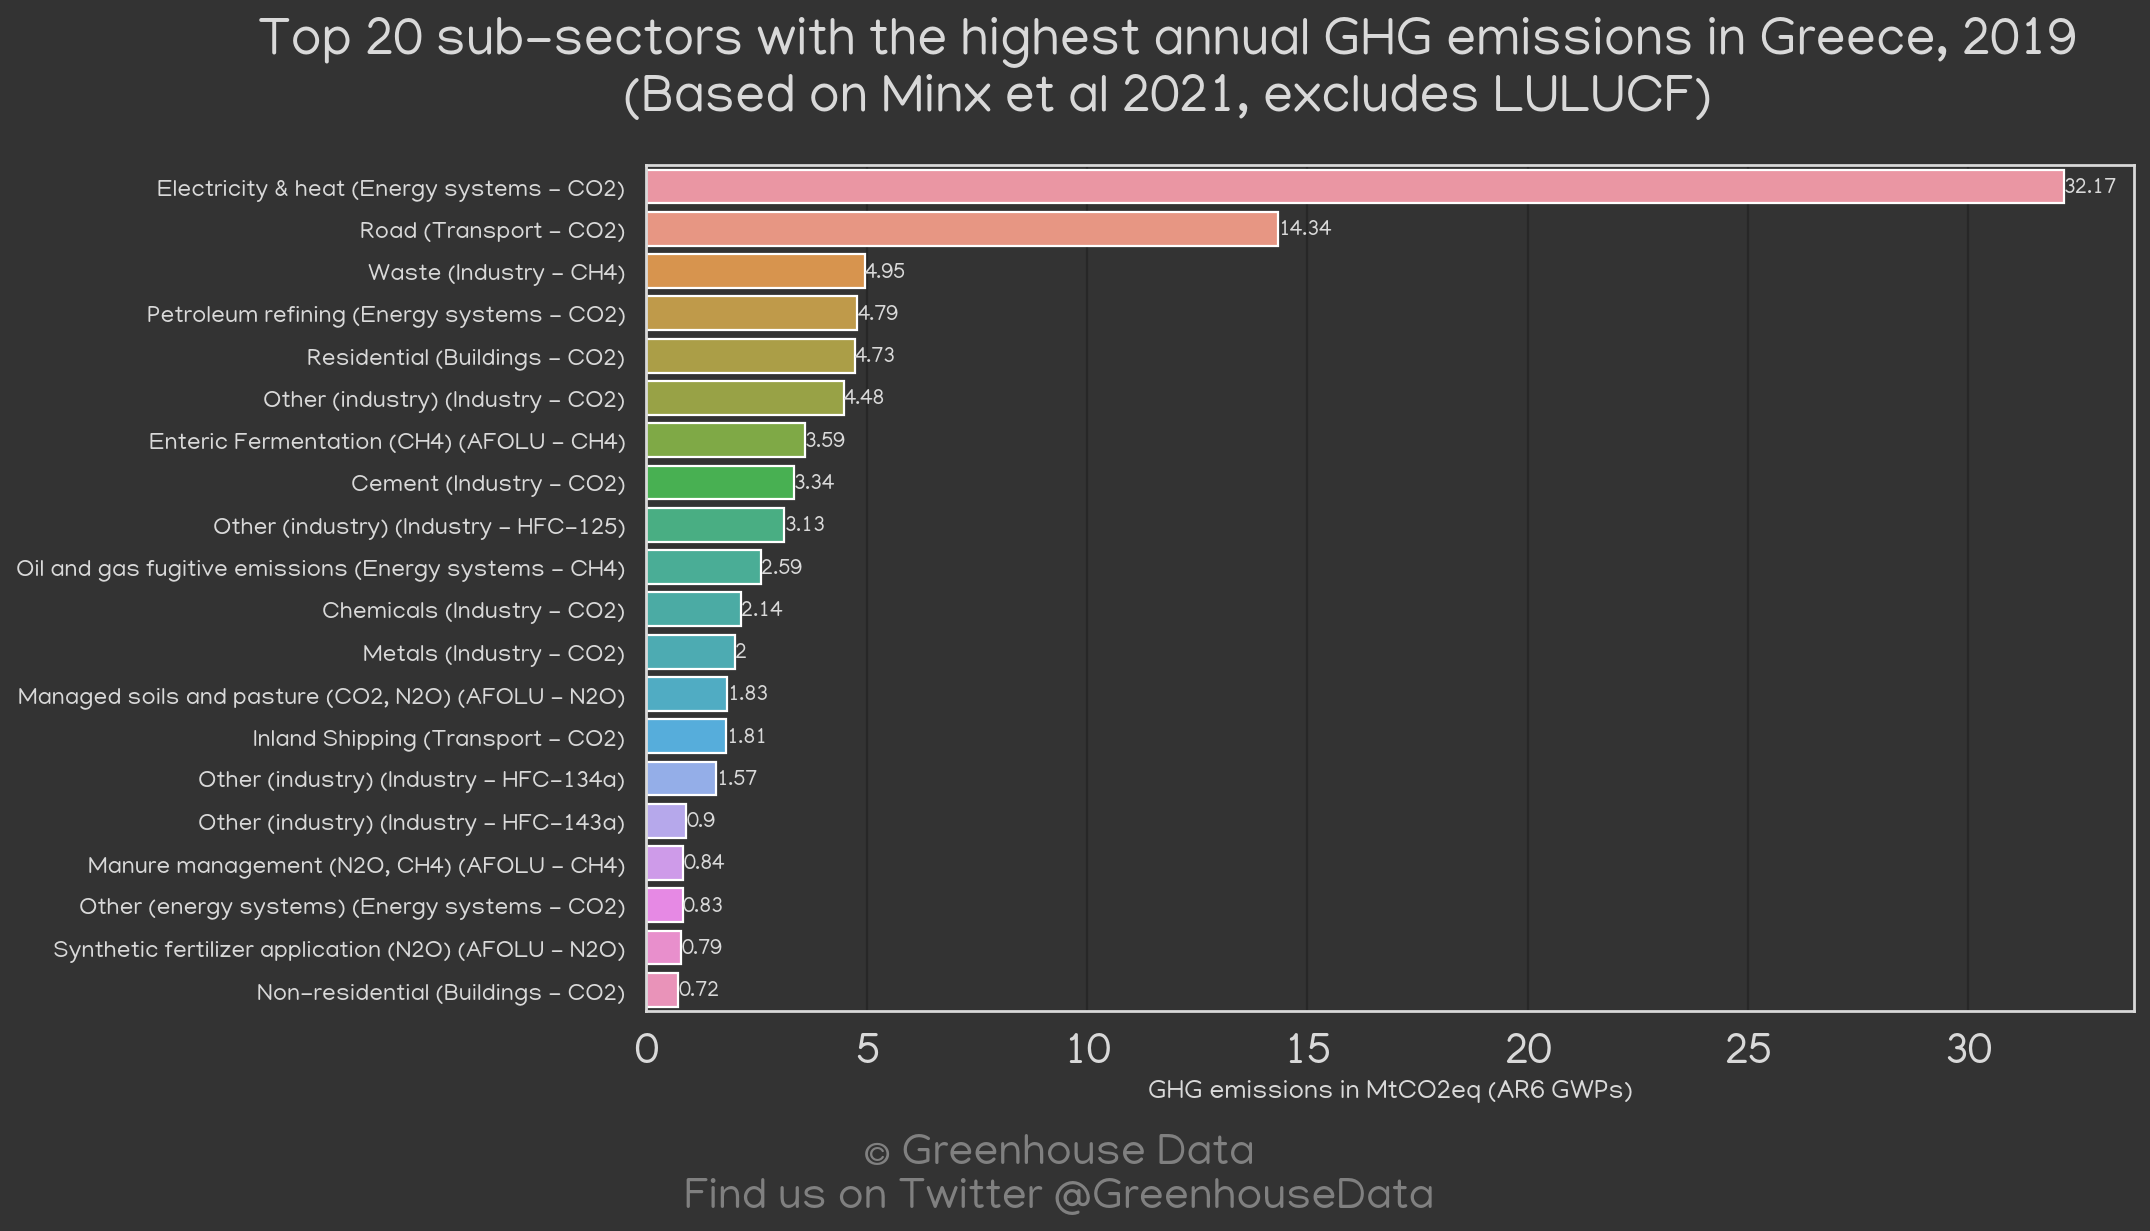 Top 20 sub-sectors with the highest annual GHG emissions in Greece, 2019
(Based on Minx et al 2021, excludes LULUCF)
Electricity & heat (Energy systems - CO2) 32.17
Road (Transport - CO2) 14.34
Waste (Industry - CH4) 4.95
Petroleum refining (Energy systems - CO2) 4.79
Residential (Buildings - CO2) 4.73
Other (industry) (Industry - CO2) 4.48
Enteric Fermentation (CH4) (AFOLU - CH4) 3.59
Cement (Industry - CO2) 3.34
Other (industry) (Industry - HFC-125) 3.13
Oil and gas fugitive emissions (Energy systems - CH4) 2.59
Chemicals (Industry - CO2) 2.14
Metals (Industry - CO2) 2
Managed soils and pasture (CO2, N2O) (AFOLU - N2O) 1.83
Inland Shipping (Transport - CO2) 1.81
Other (industry) (Industry - HFC-134a) 1.57
Other (industry) (Industry - HFC-143a) 0.9
Manure management (N2O, CH4) (AFOLU - CH4) 0.84
Other (energy systems) (Energy systems - CO2) 0.83
Synthetic fertilizer application (N2O) (AFOLU - N2O) 0.79
Non-residential (Buildings - CO2) 0.72
0 5 10 15 20 25 30
GHG emissions in MtCO2eq (AR6 GWPs)
© Greenhouse Data
Find us on Twitter @GreenhouseData